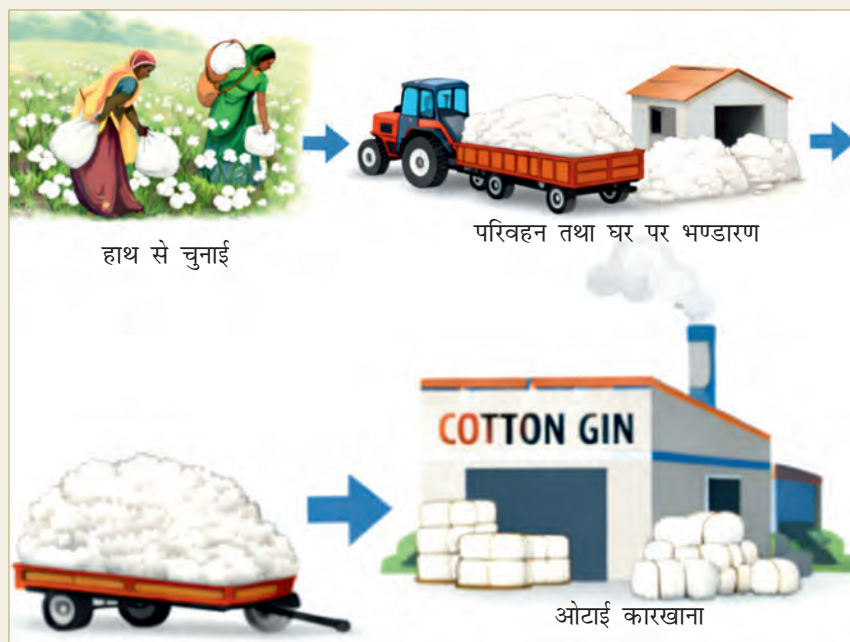 हाथ से चुनाई
परिवहन तथा घर पर भण्डारण
COTTON GIN
ओटाई कारखाना